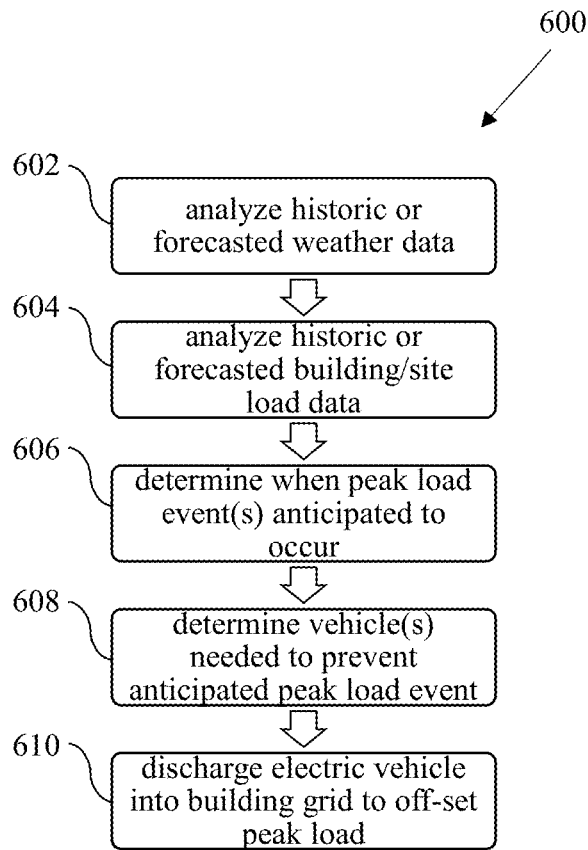 600
602
analyze historic or
forecasted weather data
604
analyze historic or
forecasted building/site
load data
606
determine when peak load
event(s) anticipated to
occur
608
determine vehicle(s)
needed to prevent
anticipated peak load event
610
discharge electric vehicle
into building grid to off-set
peak load